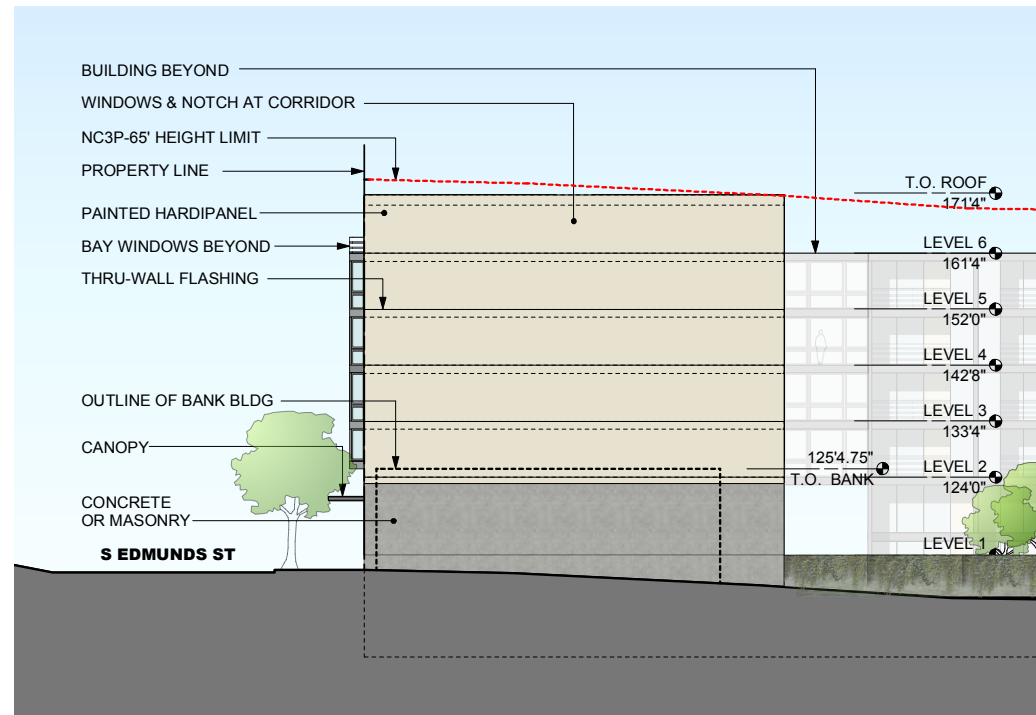 BUILDING BEYOND
WINDOWS & NOTCH AT CORRIDOR
NC3P-65' HEIGHT LIMIT
PROPERTY LINE
PAINTED HARDIPANEL
BAY WINDOWS BEYOND
THRU-WALL FLASHING
OUTLINE OF BANK BLDG
CANOPY
CONCRETE
OR MASONRY
S EDMUNDS ST
T.O. ROOF
171'4"
LEVEL 6
161'4"
LEVEL 5
152'0"
LEVEL 4
142'8"
LEVEL 3
133'4"
125'4.75"
T.O. BANK
LEVEL 2
124'0"
LEVEL 1